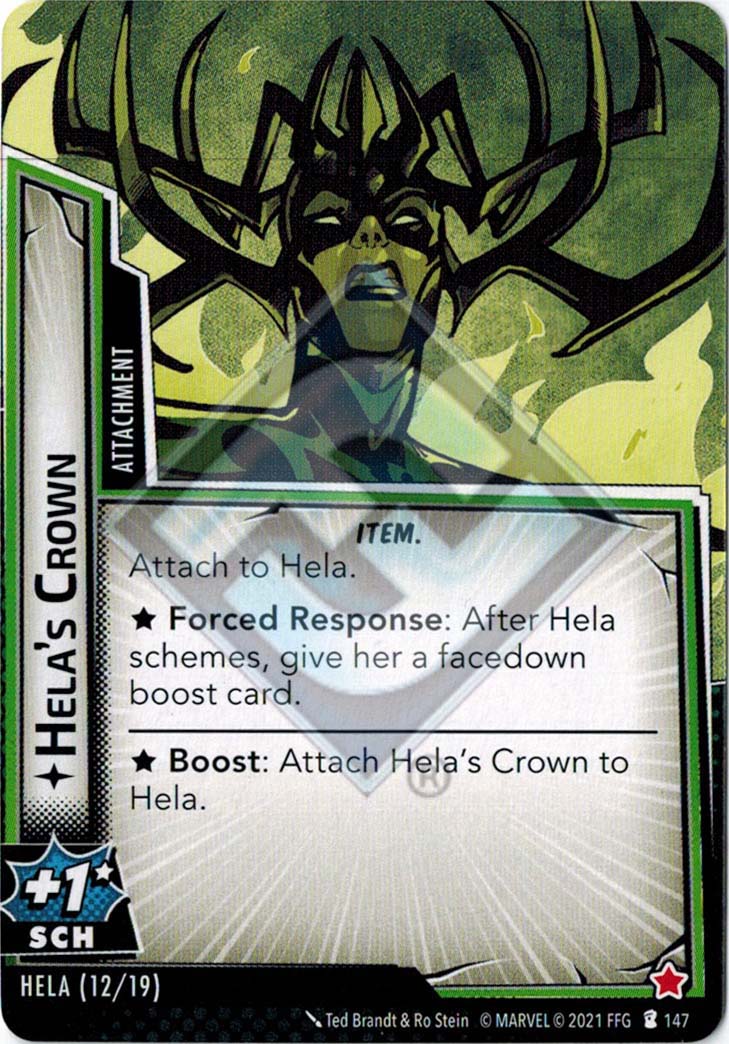 ATTACHMENT
HELA'S CROWN
ITEM.
Attach to Hela.
★ Forced Response: After Hela
schemes, give her a facedown
boost card.
★ Boost: Attach Hela's Crown to
Hela.
®
+1★
SCH
HELA (12/19)
Ted Brandt & Ro Stein © MARVEL © 2021 FFG 147